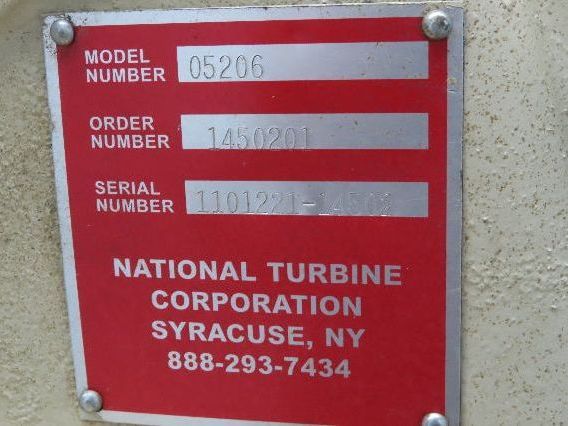 MODEL
NUMBER 05206
ORDER
NUMBER 1450201
SERIAL
NUMBER
NATIONAL TURBINE
CORPORATION
SYRACUSE, NY
888-293-7434